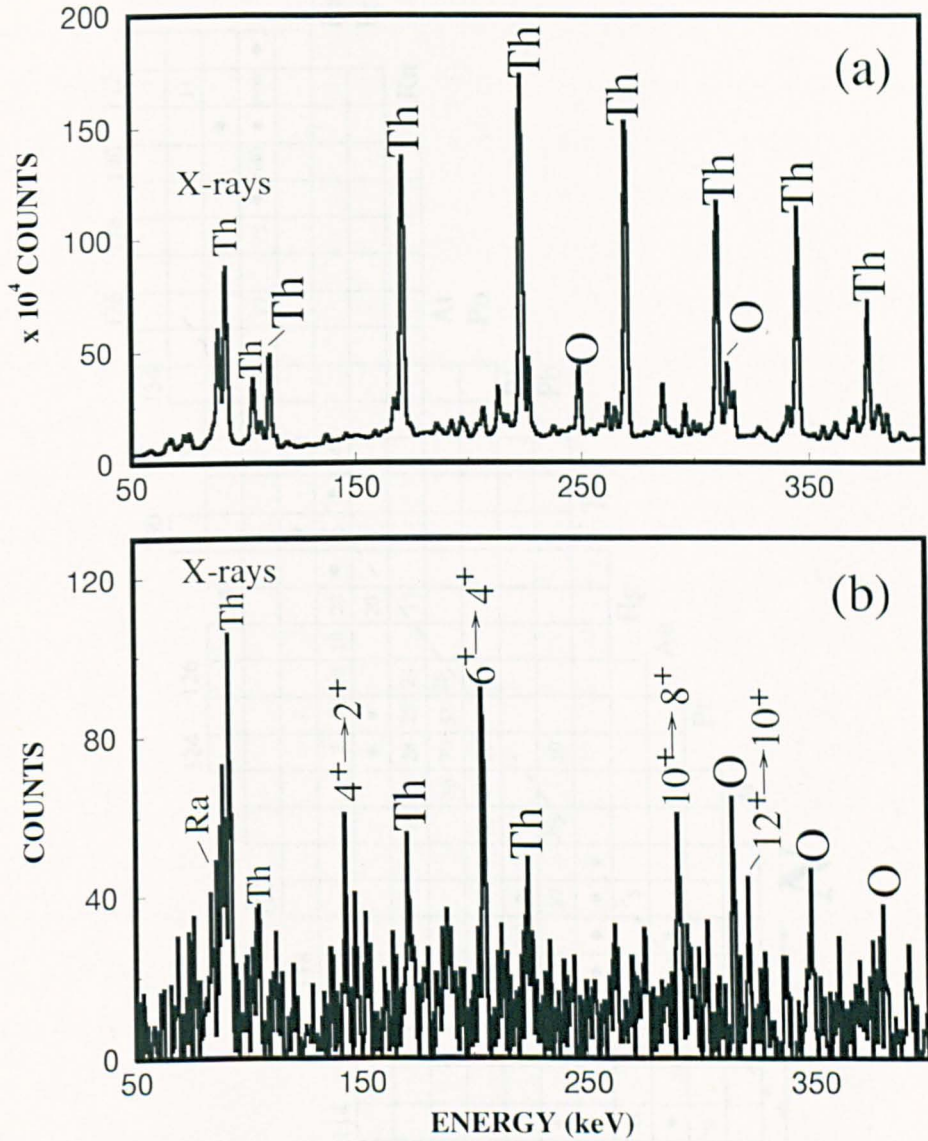 200
150
100
50
0
x 10⁴ COUNTS
(a)
X-rays
Th
Th
Th
Th
Th
O
Th
Th
O
Th
Th
50
150
250
350
120
80
40
0
COUNTS
(b)
X-rays
Ra
Th
Th
4⁺→2⁺
Th
6⁺→4⁺
Th
10⁺→8⁺
O
12⁺→10⁺
O
O
50
150
250
350
ENERGY (keV)